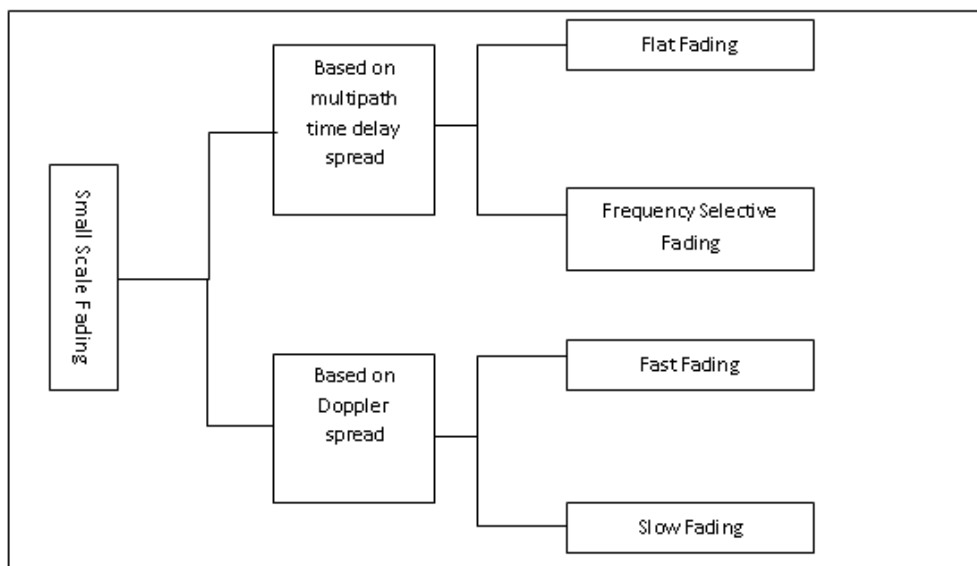 Small Scale Fading
Based on
multipath
time delay
spread
Flat Fading
Frequency Selective
Fading
Based on
Doppler
spread
Fast Fading
Slow Fading